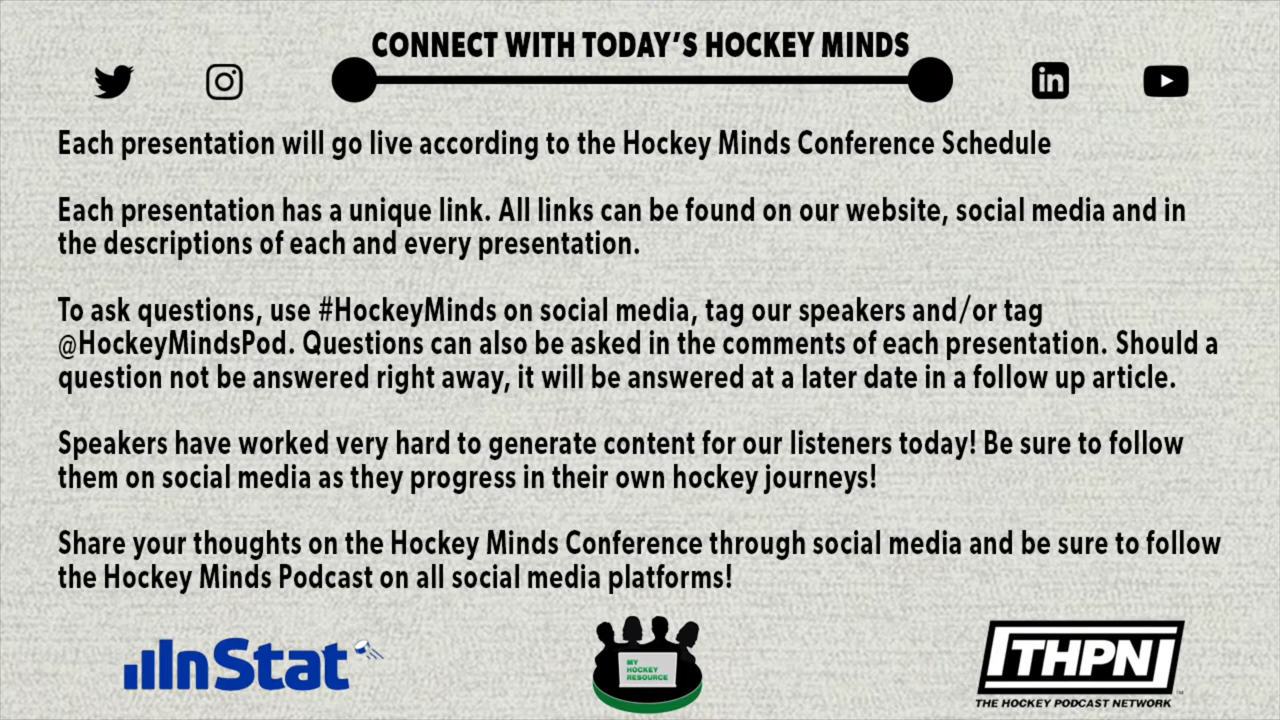 CONNECT WITH TODAY'S HOCKEY MINDS
in
Each presentation will go live according to the Hockey Minds Conference Schedule
Each presentation has a unique link. All links can be found on our website, social media and in
the descriptions of each and every presentation.
To ask questions, use #HockeyMinds on social media, tag our speakers and/or tag
@HockeyMindsPod. Questions can also be asked in the comments of each presentation. Should a
question not be answered right away, it will be answered at a later date in a follow up article.
Speakers have worked very hard to generate content for our listeners today! Be sure to follow
them on social media as they progress in their own hockey journeys!
Share your thoughts on the Hockey Minds Conference through social media and be sure to follow
the Hockey Minds Podcast on all social media platforms!
InStat
MY
HOCKEY
RESOURCE
THPN
THE HOCKEY PODCAST NETWORK
TM